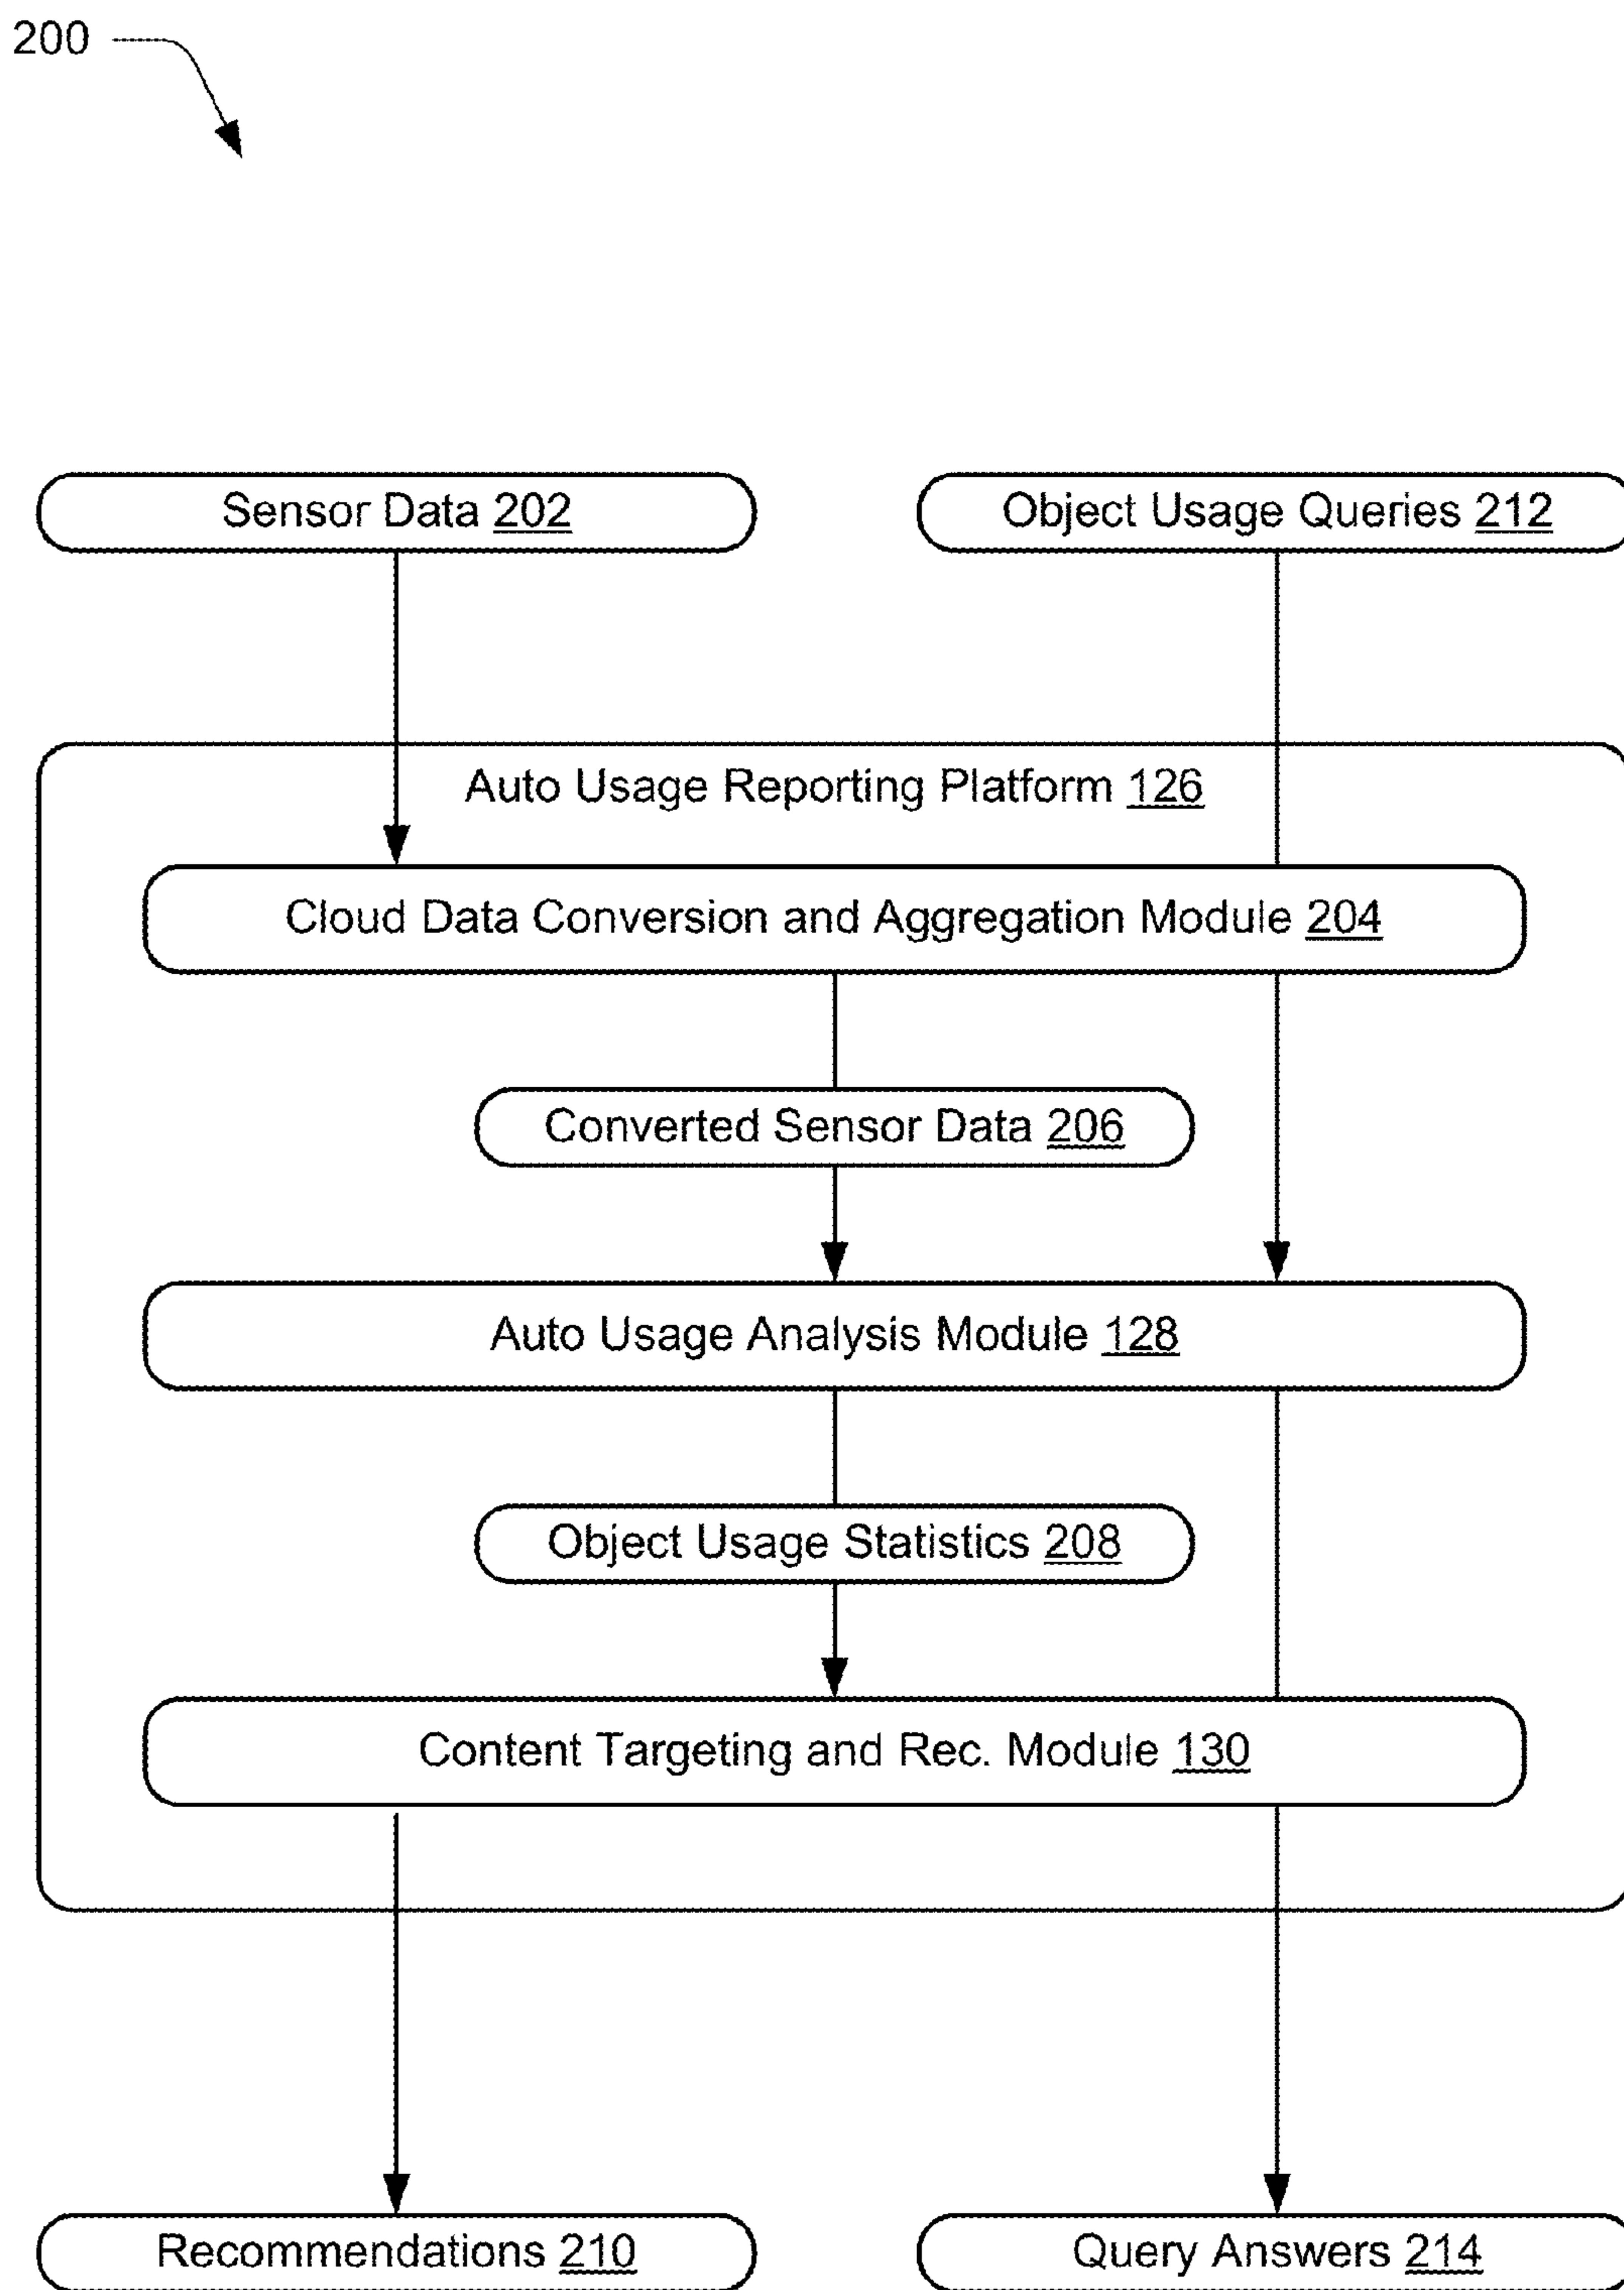 200
Sensor Data 202
Object Usage Queries 212
Auto Usage Reporting Platform 126
Cloud Data Conversion and Aggregation Module 204
Converted Sensor Data 206
Auto Usage Analysis Module 128
Object Usage Statistics 208
Content Targeting and Rec. Module 130
Recommendations 210
Query Answers 214